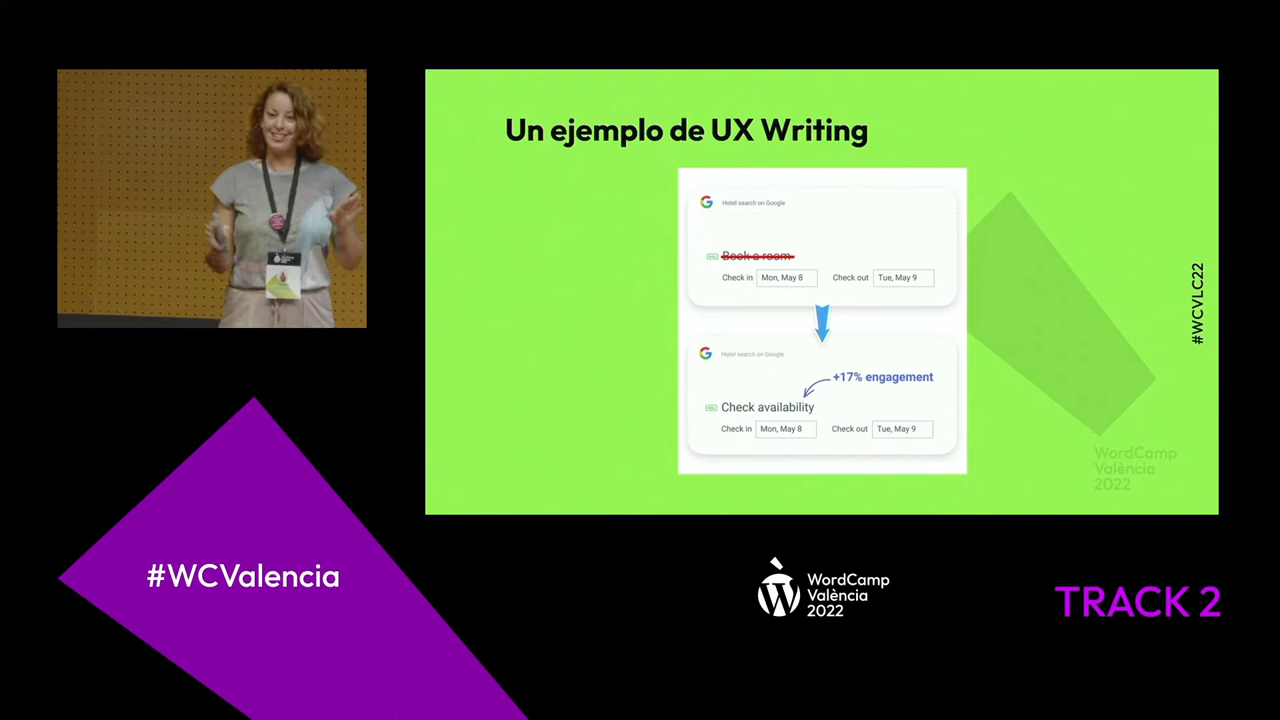 Un ejemplo de UX Writing
Hotel search on Google
Book a room
Check in Mon, May 8 Check out Tue, May 9
Hotel search on Google
+17% engagement
Check availability
Check in Mon, May 8 Check out Tue, May 9
#WCVLC22
WordCamp
València
2022
#WCValencia
WordCamp
València
2022
TRACK 2